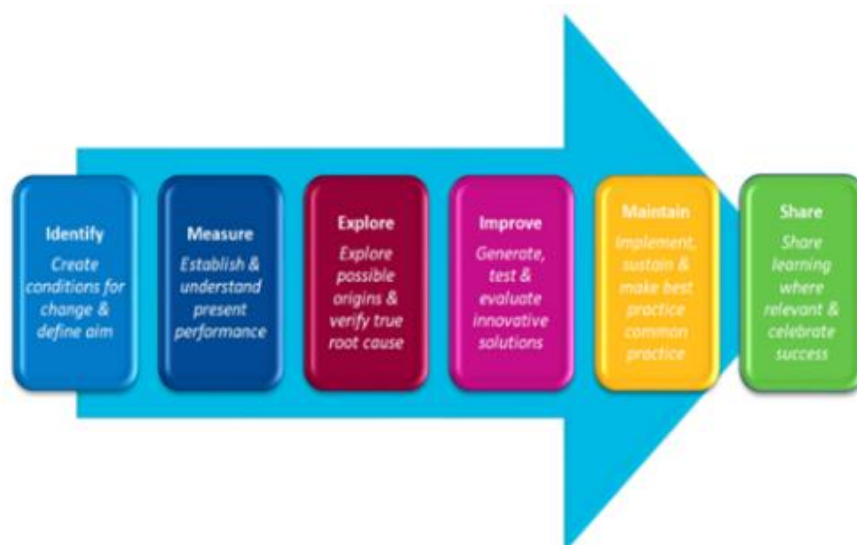 Identify
Create
conditions for
change &
define aim
Measure
Establish &
understand
present
performance
Explore
Explore
possible
origins &
verify true
root cause
Improve
Generate,
test &
evaluate
innovative
solutions
Maintain
Implement,
sustain &
make best
practice
common
practice
Share
Share
learning
where
relevant &
celebrate
success